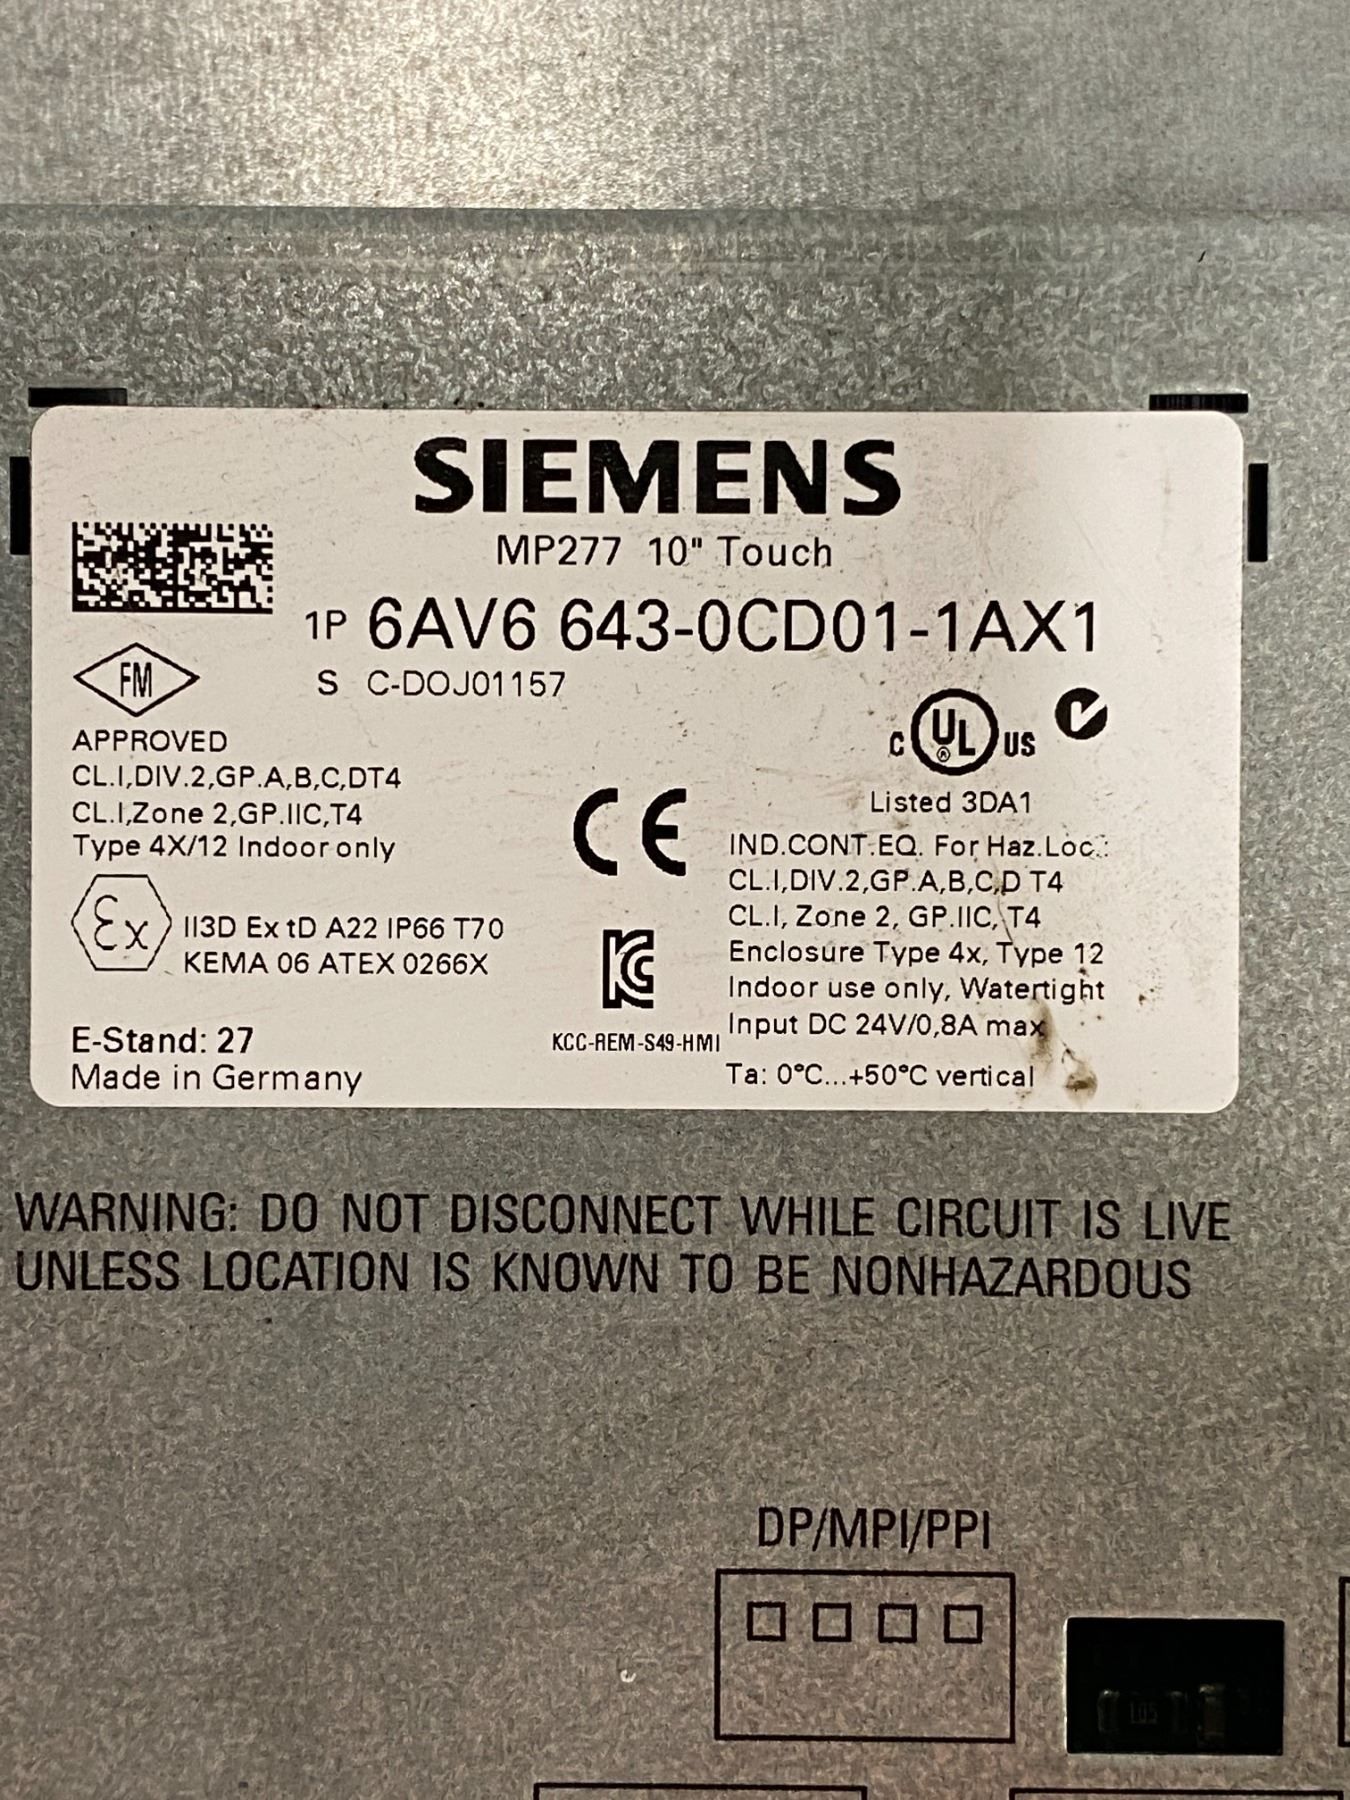 SIEMENS
MP277 10" Touch
1P 6AV6 643-0CD01-1AX1
S C-DOJ01157
FM
APPROVED
CL.I,DIV.2,GP.A,B,C,DT4
CL.I,Zone 2,GP.IIC,T4
Type 4X/12 Indoor only
Ex II3D Ex tD A22 IP66 T70
KEMA 06 ATEX 0266X
E-Stand: 27
Made in Germany
CE
KC
KCC-REM-S49-HMI
C UL ® US
Listed 3DA1
IND.CONT.EQ. For Haz.Loc.:
CL.I,DIV.2,GP.A,B,C,D T4
CL.I, Zone 2, GP.IIC, T4
Enclosure Type 4x, Type 12
Indoor use only, Watertight
Input DC 24V/0,8A max
Ta: 0°C...+50°C vertical
WARNING: DO NOT DISCONNECT WHILE CIRCUIT IS LIVE
UNLESS LOCATION IS KNOWN TO BE NONHAZARDOUS
DP/MPI/PPI